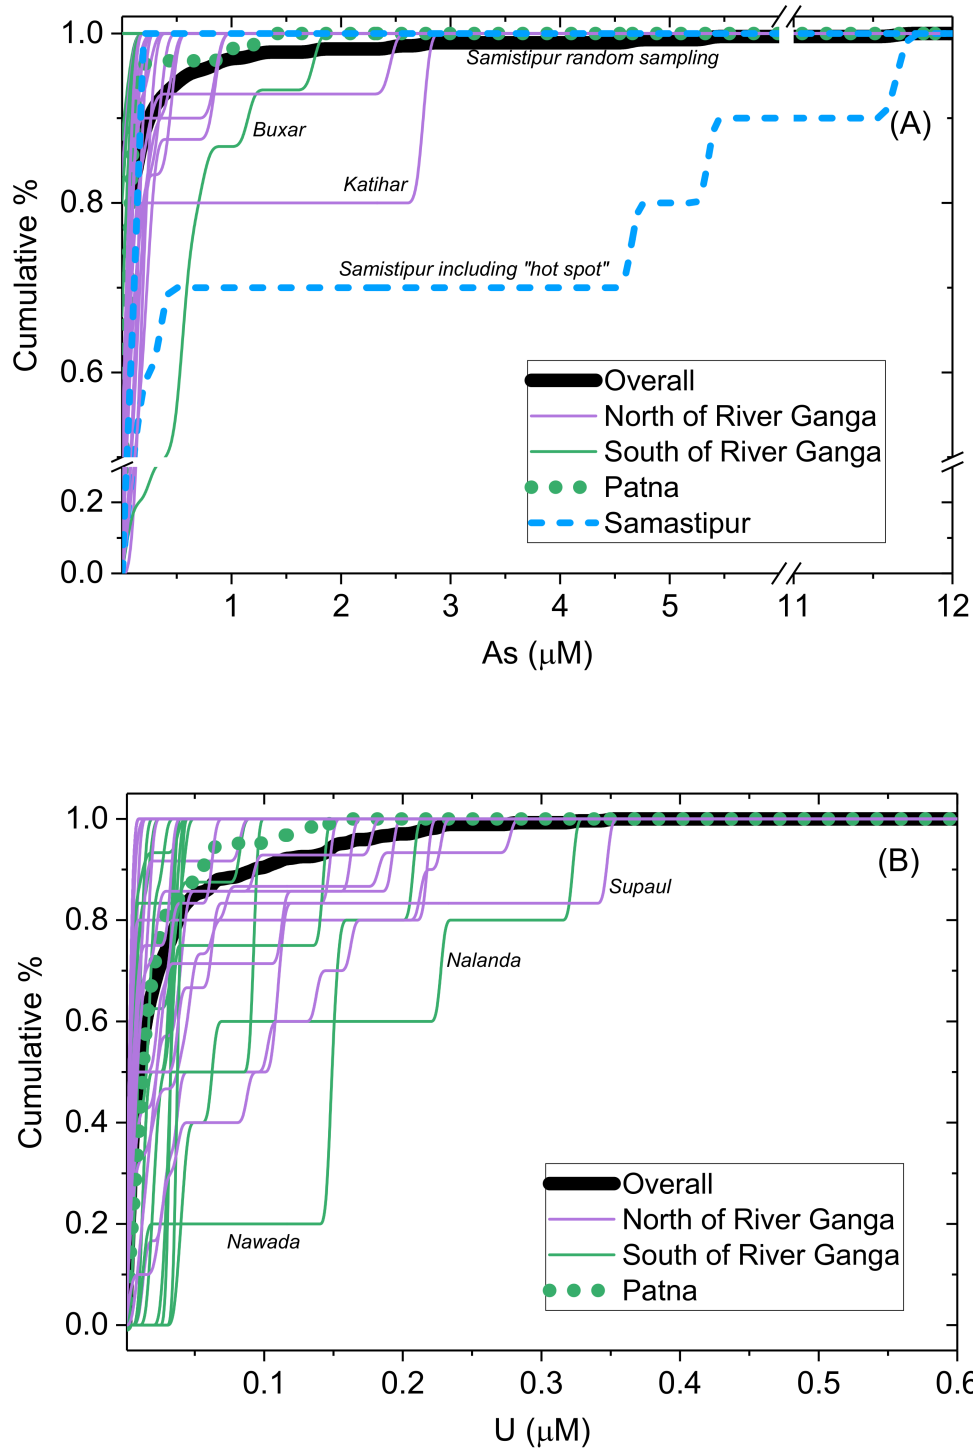 1.0
Samistipur random sampling
(A)
Buxar
Katihar
0.8
Samistipur including "hot spot"
Cumulative %
0.6
Overall
North of River Ganga
South of River Ganga
Patna
Samastipur
0.2
0.0
1 2 3 4 5 11 12
As (μM)
1.0
(B)
Supaul
0.8
Nalanda
Cumulative %
0.6
0.4
Overall
North of River Ganga
South of River Ganga
Patna
0.2
Nawada
0.0
0.1 0.2 0.3 0.4 0.5 0.6
U (μM)